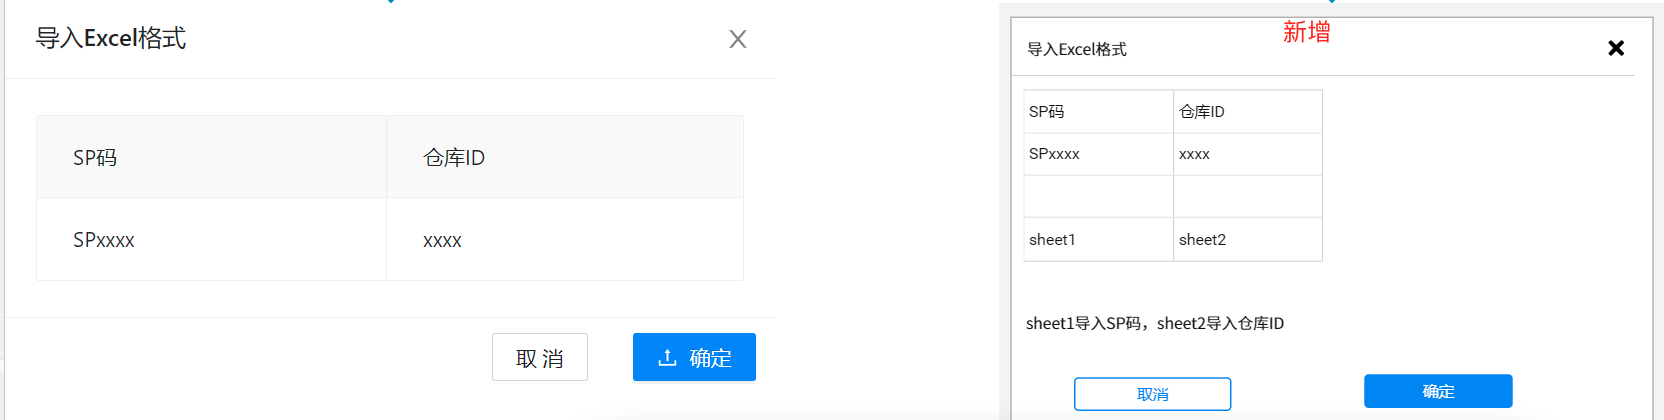 导入Excel格式
SP码 仓库ID
SPxxxx xxxx
取 消 确定
新增
导入Excel格式
SP码 仓库ID
SPxxxx xxxx
sheet1 sheet2
sheet1导入SP码，sheet2导入仓库ID
取消 确定